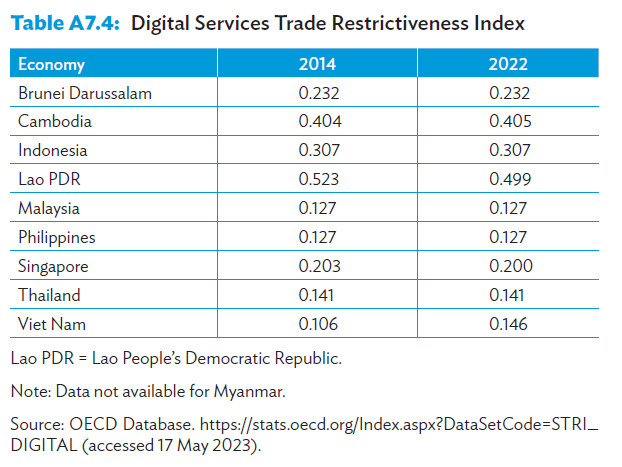 Table A7.4: Digital Services Trade Restrictiveness Index
Economy 2014 2022
Brunei Darussalam 0.232 0.232
Cambodia 0.404 0.405
Indonesia 0.307 0.307
Lao PDR 0.523 0.499
Malaysia 0.127 0.127
Philippines 0.127 0.127
Singapore 0.203 0.200
Thailand 0.141 0.141
Viet Nam 0.106 0.146
Lao PDR = Lao People’s Democratic Republic.
Note: Data not available for Myanmar.
Source: OECD Database. https://stats.oecd.org/Index.aspx?DataSetCode=STRI_
DIGITAL (accessed 17 May 2023).